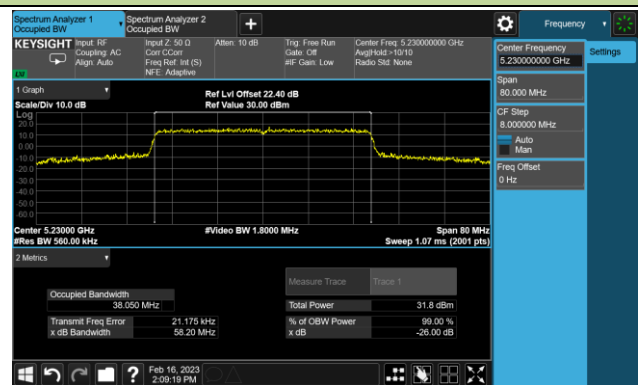 Spectrum Analyzer 1
Occupied BW
Spectrum Analyzer 2
Occupied BW
Frequency
KEYSIGHT
Input: RF
Coupling: AC
Align: Auto
Input Z: 50 Ω
Corr CCorr
Freq Ref: Int (S)
NFE: Adaptive
Atten: 10 dB
Trig: Free Run
Gate: Off
#IF Gain: Low
Center Freq: 5.230000000 GHz
Avg|Hold:>10/10
Radio Std: None
Center Frequency
5.230000000 GHz
Settings
Span
80.000 MHz
CF Step
8.000000 MHz
Auto
Man
Freq Offset
0 Hz
1 Graph
Ref Lvl Offset 22.40 dB
Scale/Div 10.0 dB
Ref Value 30.00 dBm
Log
20.0
10.0
0.00
-10.0
-20.0
-30.0
-40.0
-50.0
-60.0
Center 5.23000 GHz
#Video BW 1.8000 MHz
Span 80 MHz
#Res BW 560.00 kHz
Sweep 1.07 ms (2001 pts)
2 Metrics
Measure Trace
Trace 1
Occupied Bandwidth
38.050 MHz
Total Power
31.8 dBm
Transmit Freq Error
21.175 kHz
% of OBW Power
99.00 %
x dB Bandwidth
58.20 MHz
x dB
-26.00 dB
Feb 16, 2023
2:09:19 PM